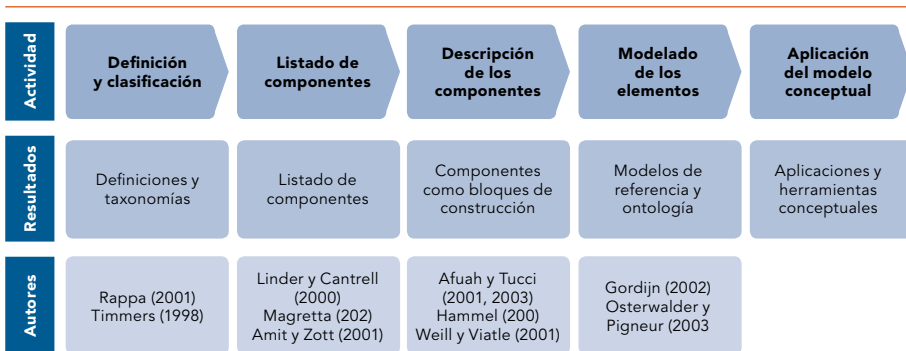 Actividad
Definición
y clasificación
Listado de
componentes
Descripción
de los
componentes
Modelado
de los
elementos
Aplicación
del modelo
conceptual
Resultados
Definiciones y
taxonomías
Listado de
componentes
Componentes
como bloques de
construcción
Modelos de
referencia y
ontología
Aplicaciones y
herramientas
conceptuales
Autores
Rappa (2001)
Timmers (1998)
Linder y Cantrell
(2000)
Magretta (202)
Amit y Zott (2001)
Afuah y Tucci
(2001, 2003)
Hammel (200)
Weill y Viatle (2001)
Gordijn (2002)
Osterwalder y
Pigneur (2003